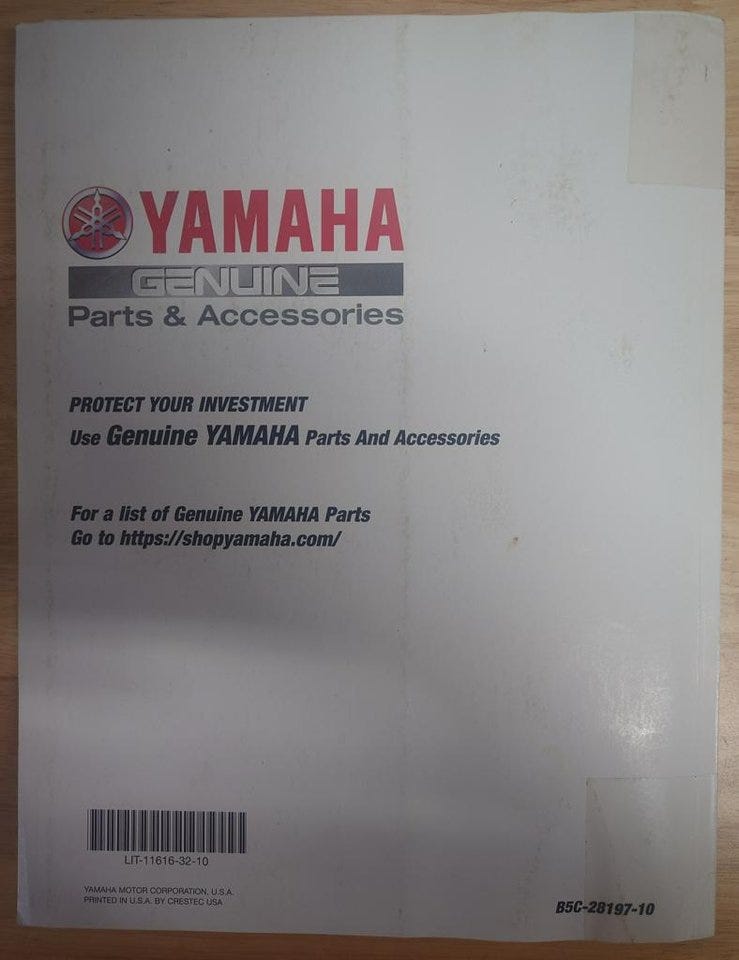 YAMAHA
GENUINE
Parts & Accessories
PROTECT YOUR INVESTMENT
Use Genuine YAMAHA Parts And Accessories
For a list of Genuine YAMAHA Parts
Go to https://shopyamaha.com/
LIT-11616-32-10
YAMAHA MOTOR CORPORATION, U.S.A.
PRINTED IN U.S.A. BY CRESTEC USA
B5C-28197-10